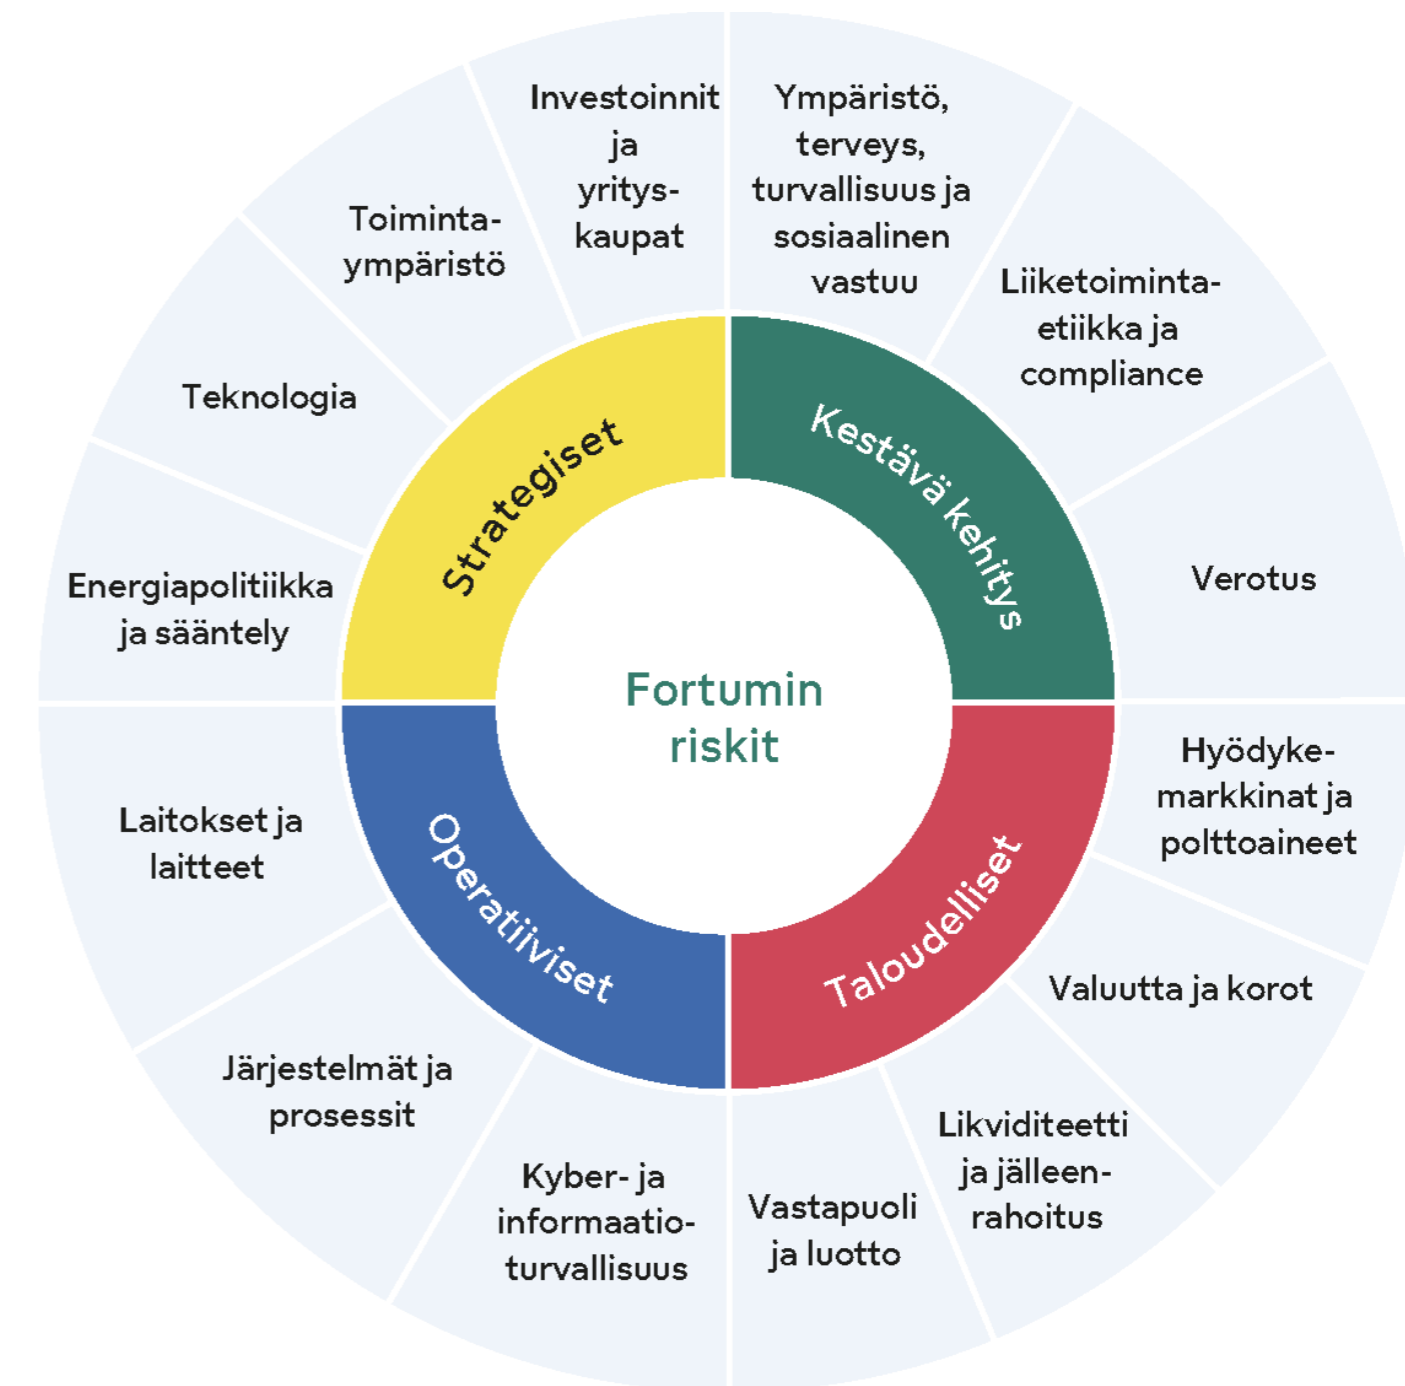 Fortumin
riskit
Kestävä kehitys
Ympäristö,
terveys,
turvallisuus ja
sosiaalinen
vastuu
Liiketoiminta-
etiikka ja
compliance
Verotus
Taloudelliset
Hyödyke-
markkinat ja
polttoaineet
Valuutta ja korot
Likviditeetti
ja jälleen-
rahoitus
Vastapuoli
ja luotto
Operatiiviset
Kyber- ja
informaatio-
turvallisuus
Järjestelmät ja
prosessit
Laitokset ja
laitteet
Strategiset
Energiapolitiikka
ja sääntely
Teknologia
Toiminta-
ympäristö
Investoinnit
ja
yritys-
kaupat